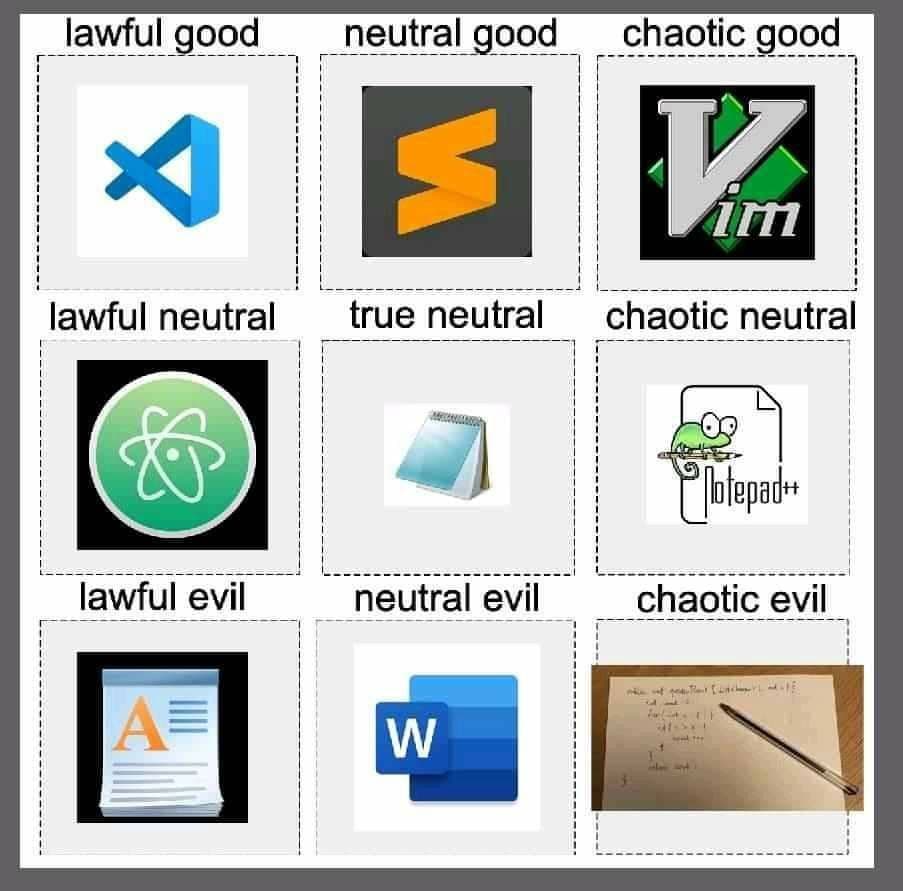 lawful good
neutral good
chaotic good
Vim
lawful neutral
true neutral
chaotic neutral
notepad++
lawful evil
neutral evil
chaotic evil
A
W